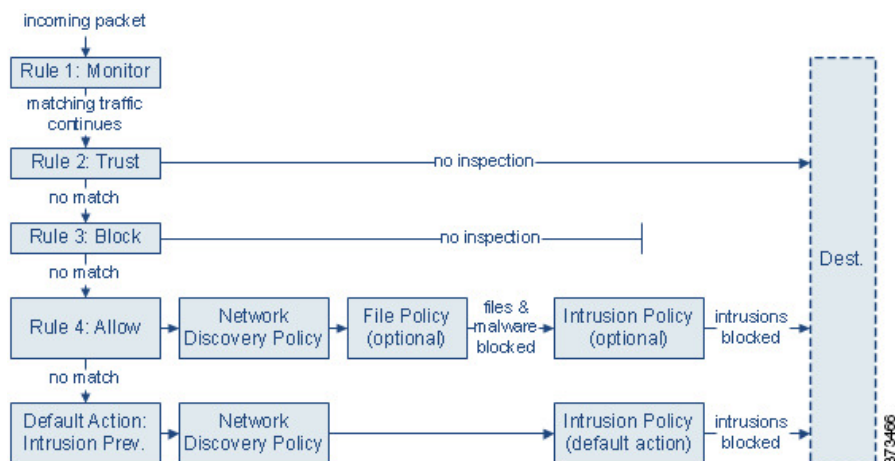 incoming packet
Rule 1: Monitor
matching traffic
continues
Rule 2: Trust
no inspection
no match
Rule 3: Block
no inspection
no match
Dest.
Rule 4: Allow
Network
Discovery Policy
File Policy
(optional)
files &
malware
blocked
Intrusion Policy
(optional)
intrusions
blocked
no match
Default Action:
Intrusion Prev.
Network
Discovery Policy
Intrusion Policy
(default action)
intrusions
blocked
373466